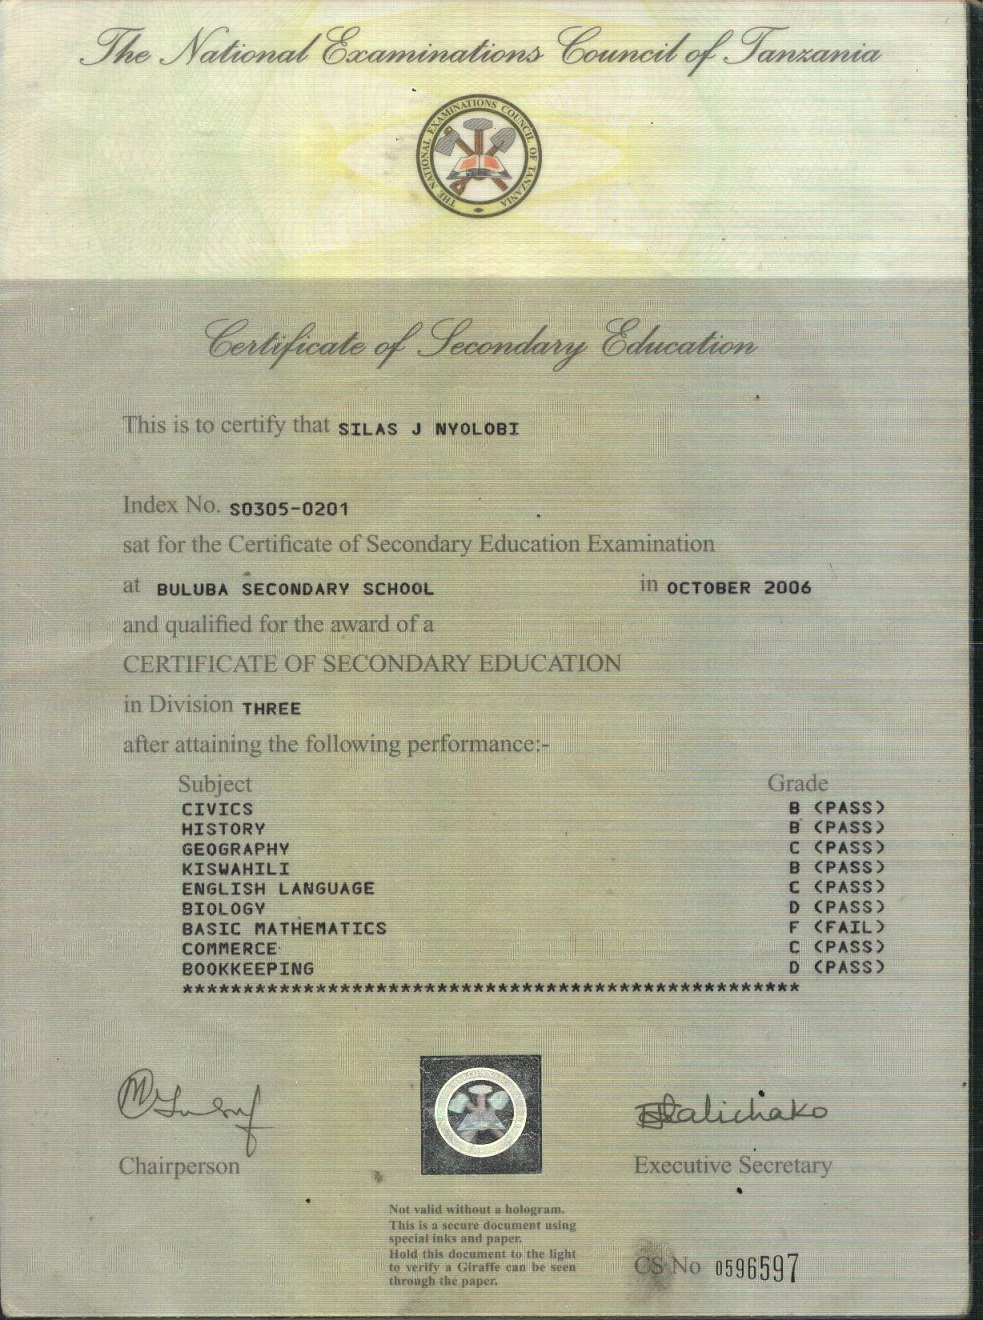 The National Examinations Council of Tanzania
THE NATIONAL EXAMINATIONS COUNCIL OF TANZANIA
Certificate of Secondary Education
This is to certify that SILAS J NYOLOBI
Index No. S0305-0201
sat for the Certificate of Secondary Education Examination
at BULUBA SECONDARY SCHOOL in OCTOBER 2006
and qualified for the award of a
CERTIFICATE OF SECONDARY EDUCATION
in Division THREE
after attaining the following performance:-
Subject Grade
CIVICS B (PASS)
HISTORY B (PASS)
GEOGRAPHY C (PASS)
KISWAHILI B (PASS)
ENGLISH LANGUAGE C (PASS)
BIOLOGY D (PASS)
BASIC MATHEMATICS F (FAIL)
COMMERCE C (PASS)
BOOKKEEPING D (PASS)
***************************************************
Chairperson Executive Secretary
Not valid without a hologram.
This is a secure document using
special inks and paper.
Hold this document to the light
to verify a Giraffe can be seen
through the paper.
CS No 0596597